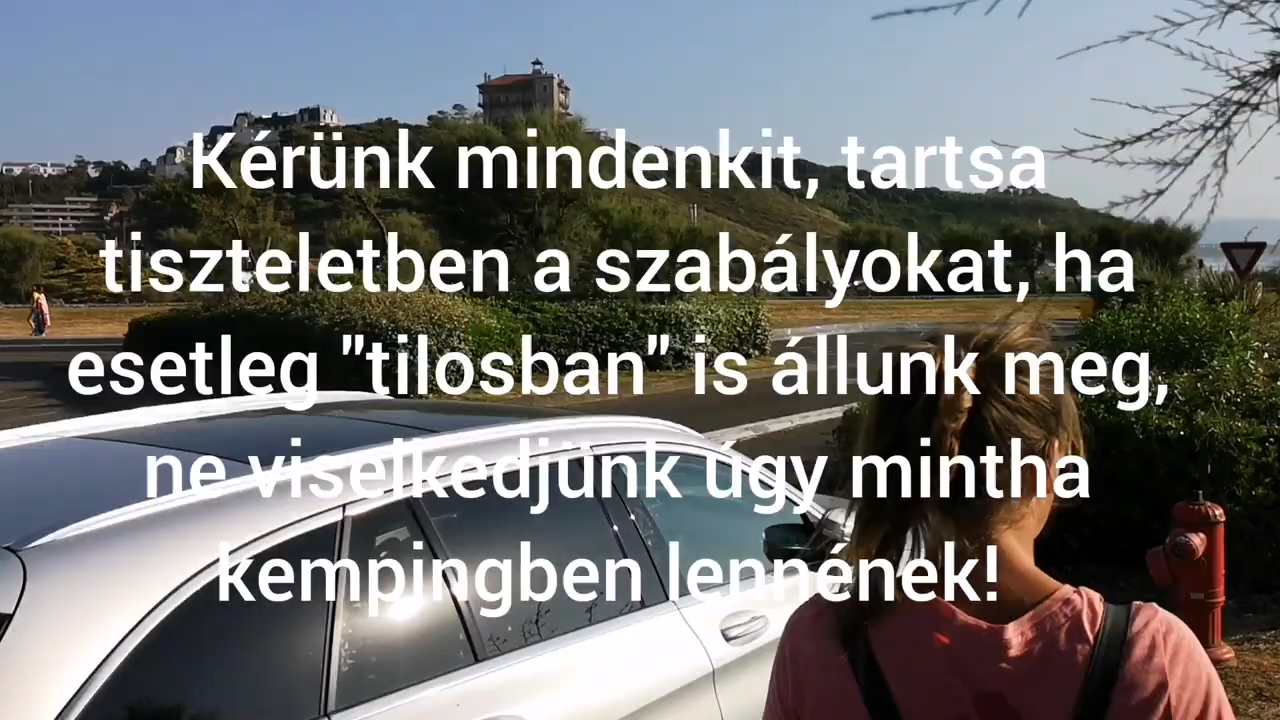 Kérünk mindenkit, tartsa
tiszteletben a szabályokat, ha
esetleg "tilosban" is állunk meg,
ne viselkedjünk úgy mintha
kempingben lennének!